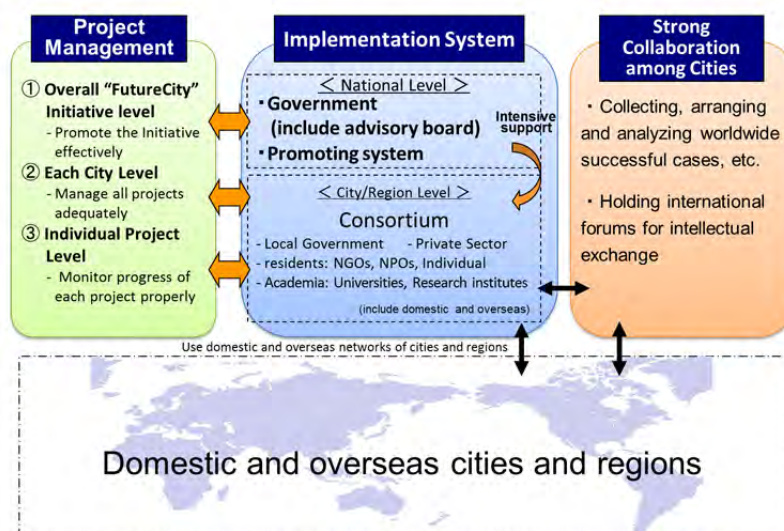 Project
Management
① Overall “FutureCity”
Initiative level
- Promote the Initiative
effectively
② Each City Level
- Manage all projects
adequately
③ Individual Project
Level
- Monitor progress of
each project properly
Implementation System
< National Level >
・Government
(include advisory board)
・Promoting system
Intensive
support
< City/Region Level >
Consortium
- Local Government - Private Sector
- residents: NGOs, NPOs, Individual
- Academia: Universities, Research institutes
(include domestic and overseas)
Strong
Collaboration
among Cities
・Collecting, arranging
and analyzing worldwide
successful cases, etc.
・Holding international
forums for intellectual
exchange
Use domestic and overseas networks of cities and regions
Domestic and overseas cities and regions